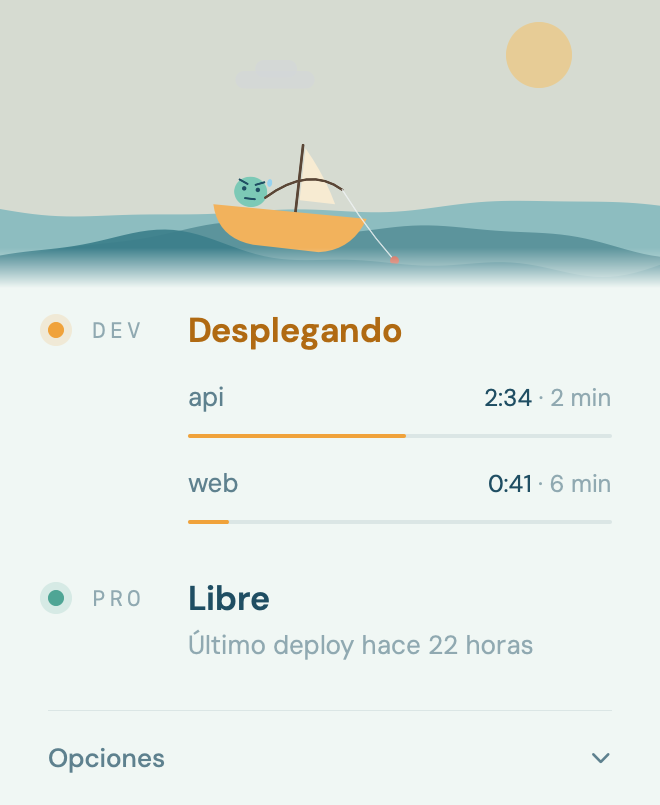 DEV Desplegando
api 2:34 · 2 min
web 0:41 · 6 min
PRO Libre
Último deploy hace 22 horas
Opciones